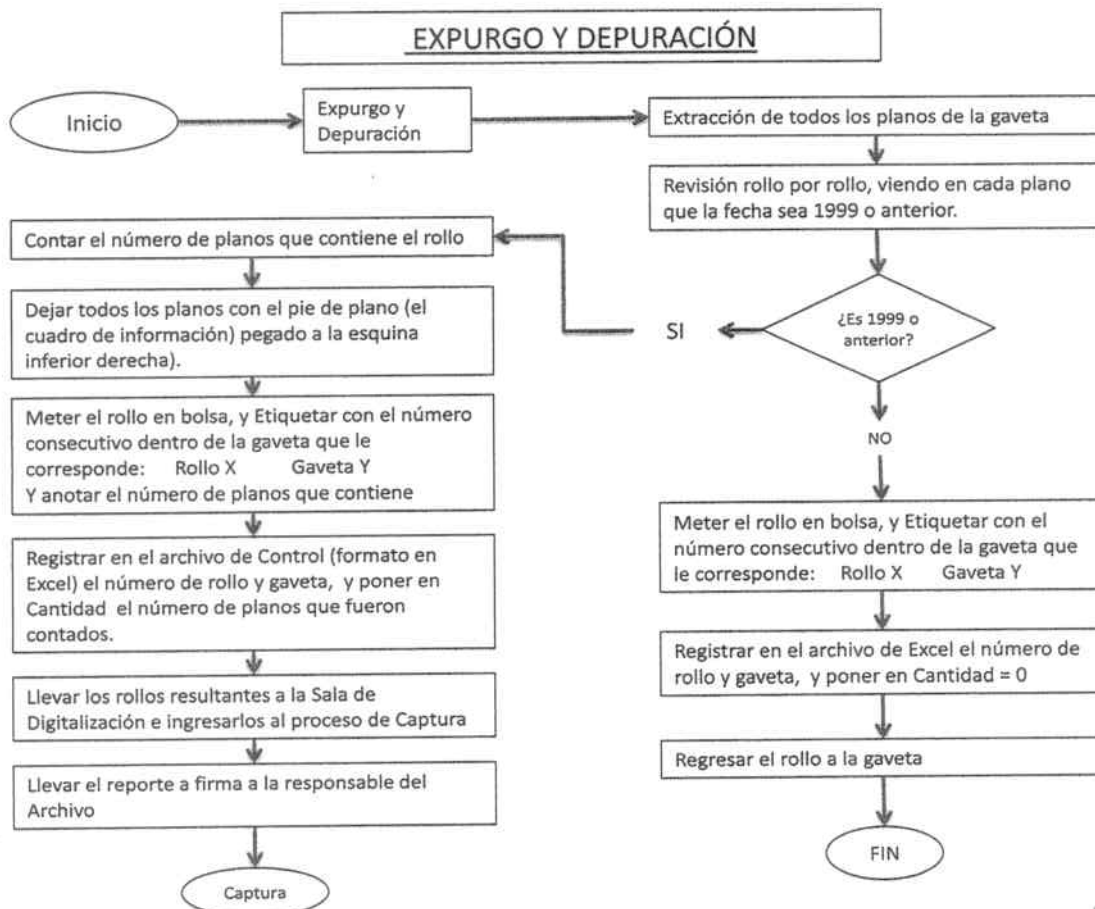 EXPURGO Y DEPURACIÓN
Inicio
Expurgo y
Depuración
Extracción de todos los planos de la gaveta
Revisión rollo por rollo, viendo en cada plano
que la fecha sea 1999 o anterior.
¿Es 1999 o
anterior?
SI
Contar el número de planos que contiene el rollo
Dejar todos los planos con el pie de plano (el
cuadro de información) pegado a la esquina
inferior derecha).
Meter el rollo en bolsa, y Etiquetar con el número
consecutivo dentro de la gaveta que le
corresponde: Rollo X Gaveta Y
Y anotar el número de planos que contiene
Registrar en el archivo de Control (formato en
Excel) el número de rollo y gaveta, y poner en
Cantidad el número de planos que fueron
contados.
Llevar los rollos resultantes a la Sala de
Digitalización e ingresarlos al proceso de Captura
Llevar el reporte a firma a la responsable del
Archivo
Captura
NO
Meter el rollo en bolsa, y Etiquetar con el
número consecutivo dentro de la gaveta que
le corresponde: Rollo X Gaveta Y
Registrar en el archivo de Excel el número de
rollo y gaveta, y poner en Cantidad = 0
Regresar el rollo a la gaveta
FIN